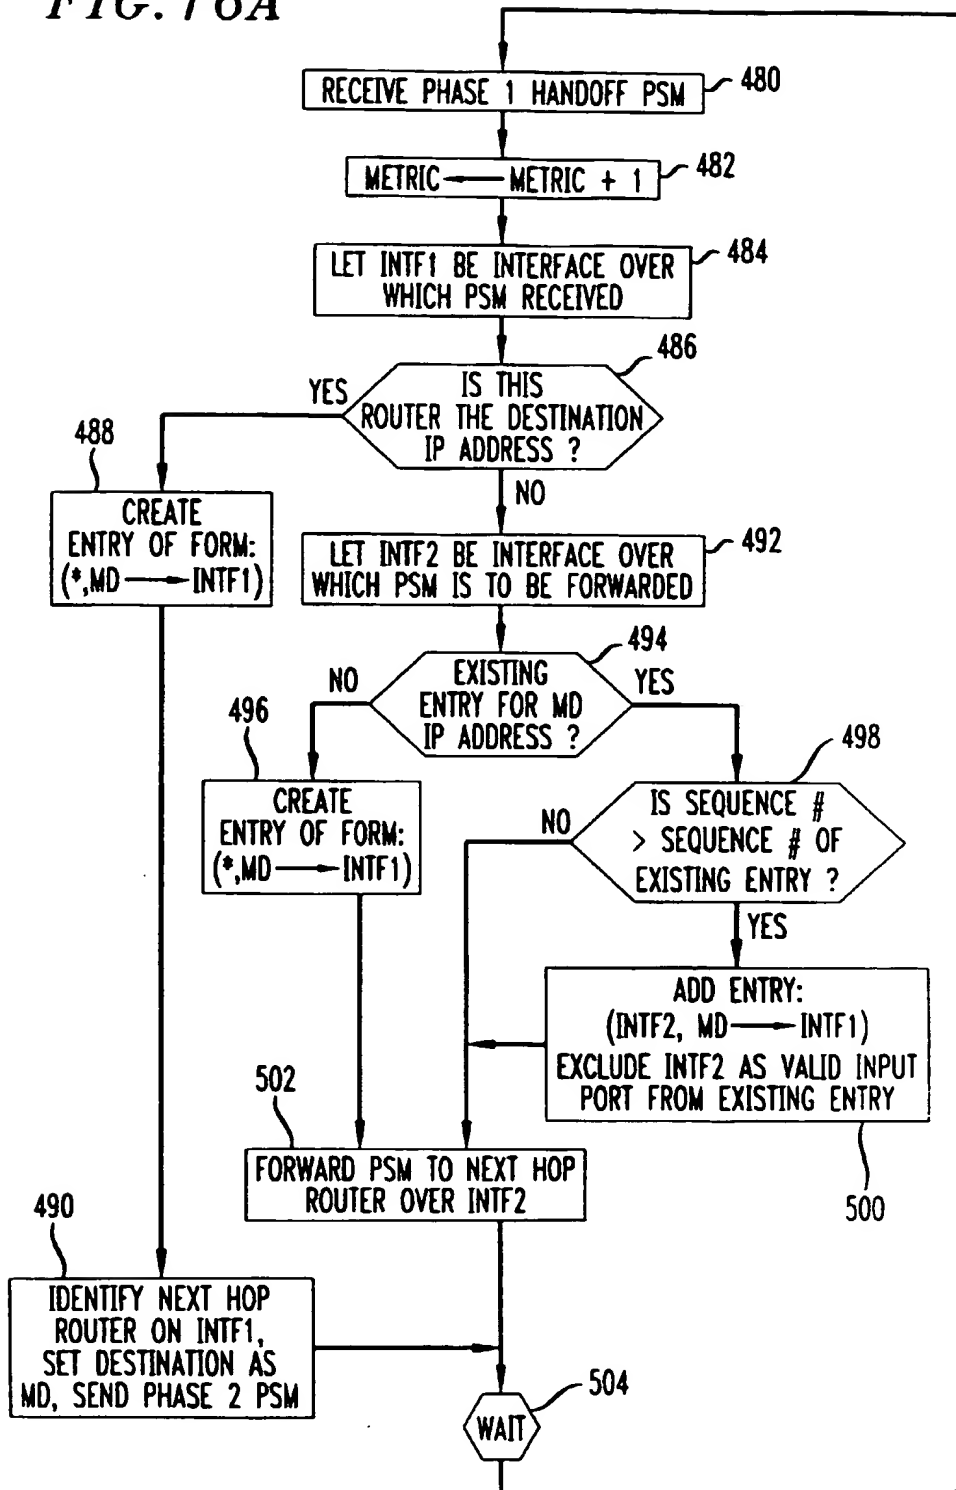 FIG. 16A
RECEIVE PHASE 1 HANDOFF PSM
480
METRIC ← METRIC + 1
482
LET INTF1 BE INTERFACE OVER
WHICH PSM RECEIVED
484
IS THIS
ROUTER THE DESTINATION
IP ADDRESS ?
486
YES
NO
488
CREATE
ENTRY OF FORM:
(*,MD → INTF1)
LET INTF2 BE INTERFACE OVER
WHICH PSM IS TO BE FORWARDED
492
EXISTING
ENTRY FOR MD
IP ADDRESS ?
494
NO
YES
496
CREATE
ENTRY OF FORM:
(*,MD → INTF1)
498
IS SEQUENCE #
> SEQUENCE # OF
EXISTING ENTRY ?
NO
YES
ADD ENTRY:
(INTF2, MD → INTF1)
EXCLUDE INTF2 AS VALID INPUT
PORT FROM EXISTING ENTRY
500
502
FORWARD PSM TO NEXT HOP
ROUTER OVER INTF2
490
IDENTIFY NEXT HOP
ROUTER ON INTF1,
SET DESTINATION AS
MD, SEND PHASE 2 PSM
504
WAIT